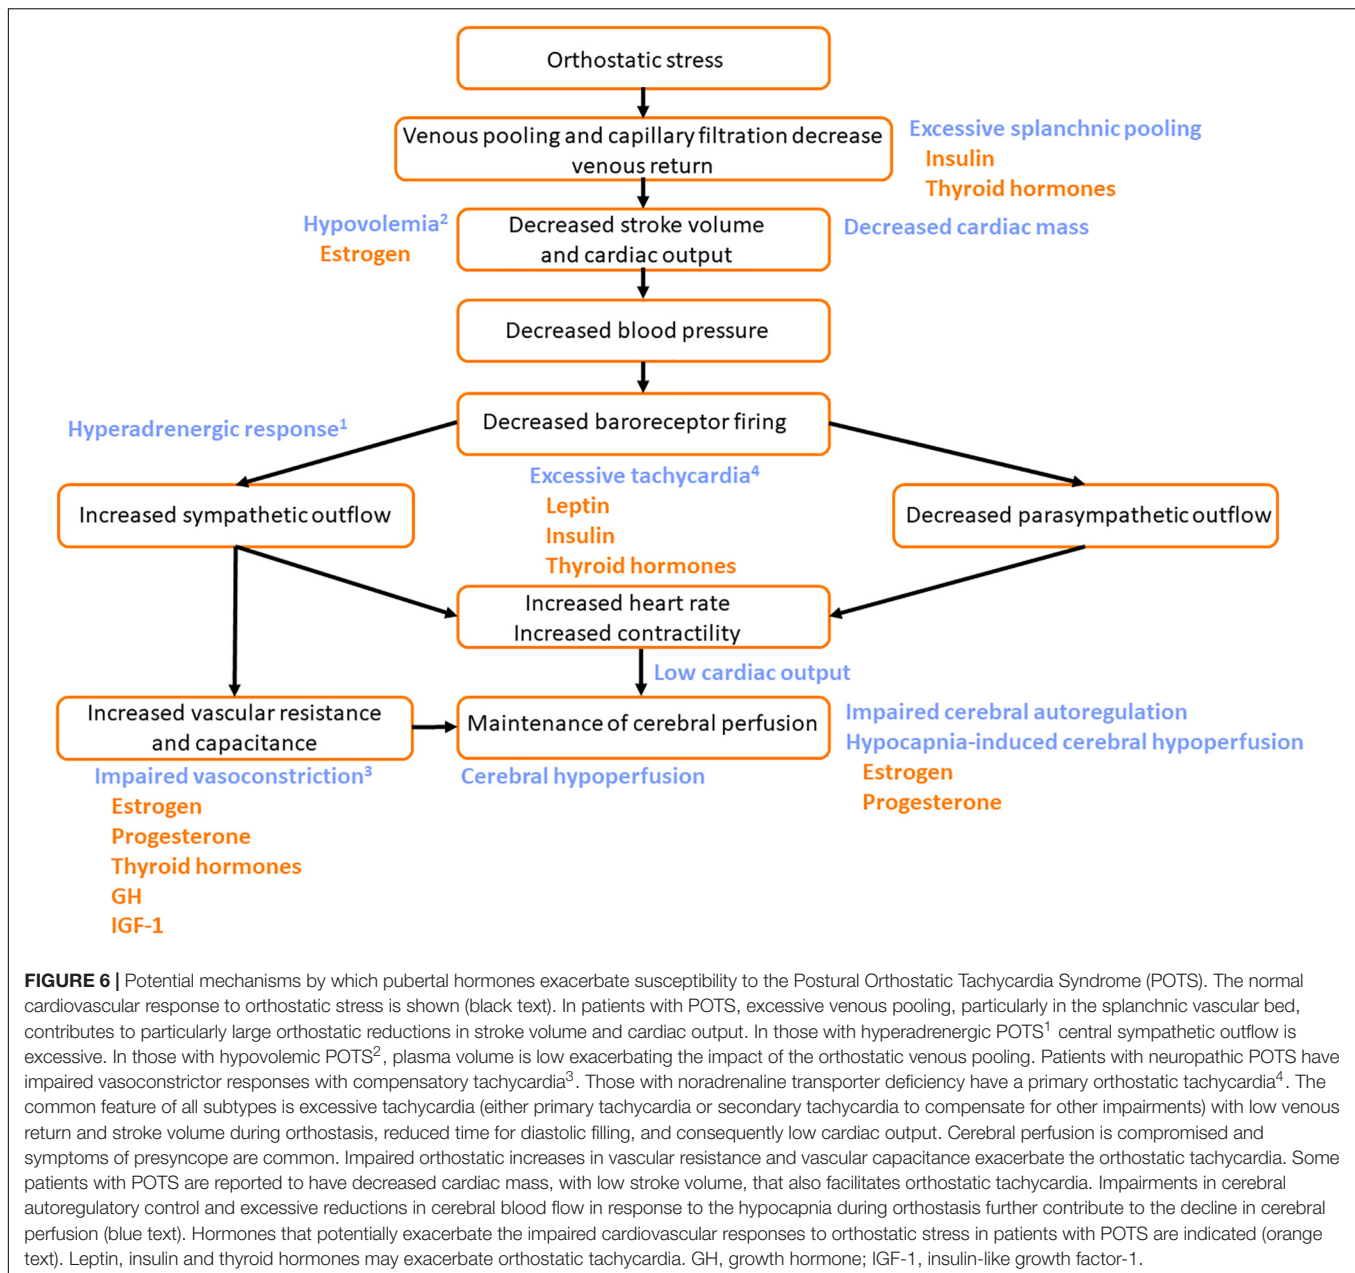 Orthostatic stress
Venous pooling and capillary filtration decrease
venous return
Excessive splanchnic pooling
Insulin
Thyroid hormones
Hypovolemia²
Estrogen
Decreased stroke volume
and cardiac output
Decreased cardiac mass
Decreased blood pressure
Decreased baroreceptor firing
Hyperadrenergic response¹
Increased sympathetic outflow
Excessive tachycardia⁴
Leptin
Insulin
Thyroid hormones
Decreased parasympathetic outflow
Increased heart rate
Increased contractility
Low cardiac output
Increased vascular resistance
and capacitance
Maintenance of cerebral perfusion
Impaired cerebral autoregulation
Hypocapnia-induced cerebral hypoperfusion
Estrogen
Progesterone
Impaired vasoconstriction³
Estrogen
Progesterone
Thyroid hormones
GH
IGF-1
Cerebral hypoperfusion
FIGURE 6 | Potential mechanisms by which pubertal hormones exacerbate susceptibility to the Postural Orthostatic Tachycardia Syndrome (POTS). The normal
cardiovascular response to orthostatic stress is shown (black text). In patients with POTS, excessive venous pooling, particularly in the splanchnic vascular bed,
contributes to particularly large orthostatic reductions in stroke volume and cardiac output. In those with hyperadrenergic POTS¹ central sympathetic outflow is
excessive. In those with hypovolemic POTS², plasma volume is low exacerbating the impact of the orthostatic venous pooling. Patients with neuropathic POTS have
impaired vasoconstrictor responses with compensatory tachycardia³. Those with noradrenaline transporter deficiency have a primary orthostatic tachycardia⁴. The
common feature of all subtypes is excessive tachycardia (either primary tachycardia or secondary tachycardia to compensate for other impairments) with low venous
return and stroke volume during orthostasis, reduced time for diastolic filling, and consequently low cardiac output. Cerebral perfusion is compromised and
symptoms of presyncope are common. Impaired orthostatic increases in vascular resistance and vascular capacitance exacerbate the orthostatic tachycardia. Some
patients with POTS are reported to have decreased cardiac mass, with low stroke volume, that also facilitates orthostatic tachycardia. Impairments in cerebral
autoregulatory control and excessive reductions in cerebral blood flow in response to the hypocapnia during orthostasis further contribute to the decline in cerebral
perfusion (blue text). Hormones that potentially exacerbate the impaired cardiovascular responses to orthostatic stress in patients with POTS are indicated (orange
text). Leptin, insulin and thyroid hormones may exacerbate orthostatic tachycardia. GH, growth hormone; IGF-1, insulin-like growth factor-1.